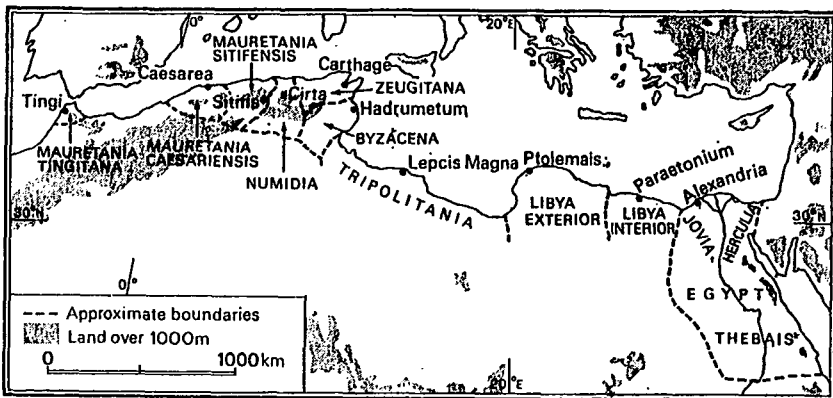 0°
20°E
MAURETANIA
SITIFENSIS
Carthage
Caesarea
ZEUGITANA
Tingi
Sitifis
Cirta
Hadrumetum
MAURETANIA
TINGITANA
MAURETANIA
CAESARIENSIS
BYZACENA
NUMIDIA
Lepcis Magna
Ptolemais
Paraetonium
Alexandria
TRIPOLITANIA
LIBYA
EXTERIOR
LIBYA
INTERIOR
30°N
30°N
JOVIA
HERCULIA
0°
EGYPT
THEBAIS
Approximate boundaries
Land over 1000m
0 1000km
20°E